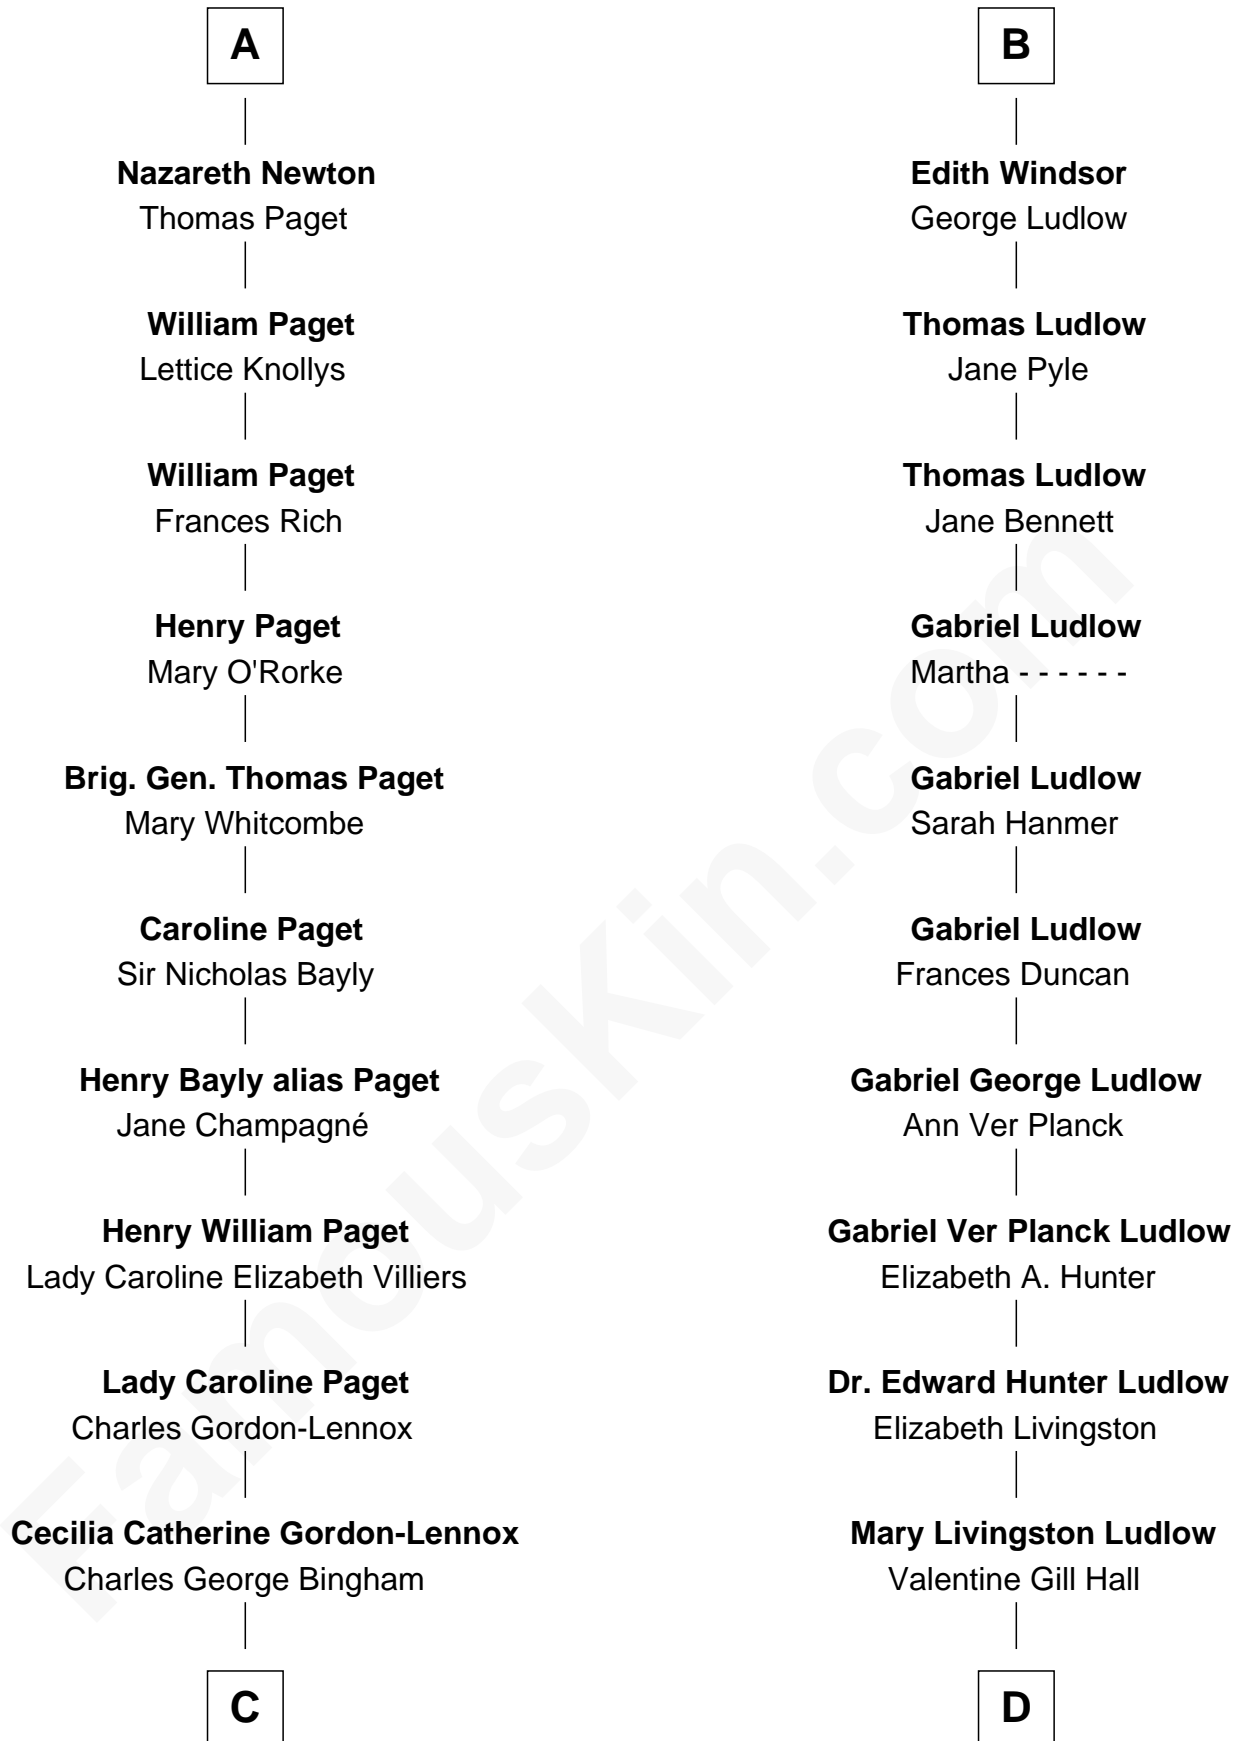 A
Nazareth Newton
Thomas Paget
William Paget
Lettice Knollys
William Paget
Frances Rich
Henry Paget
Mary O'Rorke
Brig. Gen. Thomas Paget
Mary Whitcombe
Caroline Paget
Sir Nicholas Bayly
Henry Bayly alias Paget
Jane Champagné
Henry William Paget
Lady Caroline Elizabeth Villiers
Lady Caroline Paget
Charles Gordon-Lennox
Cecilia Catherine Gordon-Lennox
Charles George Bingham
C
B
Edith Windsor
George Ludlow
Thomas Ludlow
Jane Pyle
Thomas Ludlow
Jane Bennett
Gabriel Ludlow
Martha - - - - - -
Gabriel Ludlow
Sarah Hanmer
Gabriel Ludlow
Frances Duncan
Gabriel George Ludlow
Ann Ver Planck
Gabriel Ver Planck Ludlow
Elizabeth A. Hunter
Dr. Edward Hunter Ludlow
Elizabeth Livingston
Mary Livingston Ludlow
Valentine Gill Hall
D
FamousKin.com